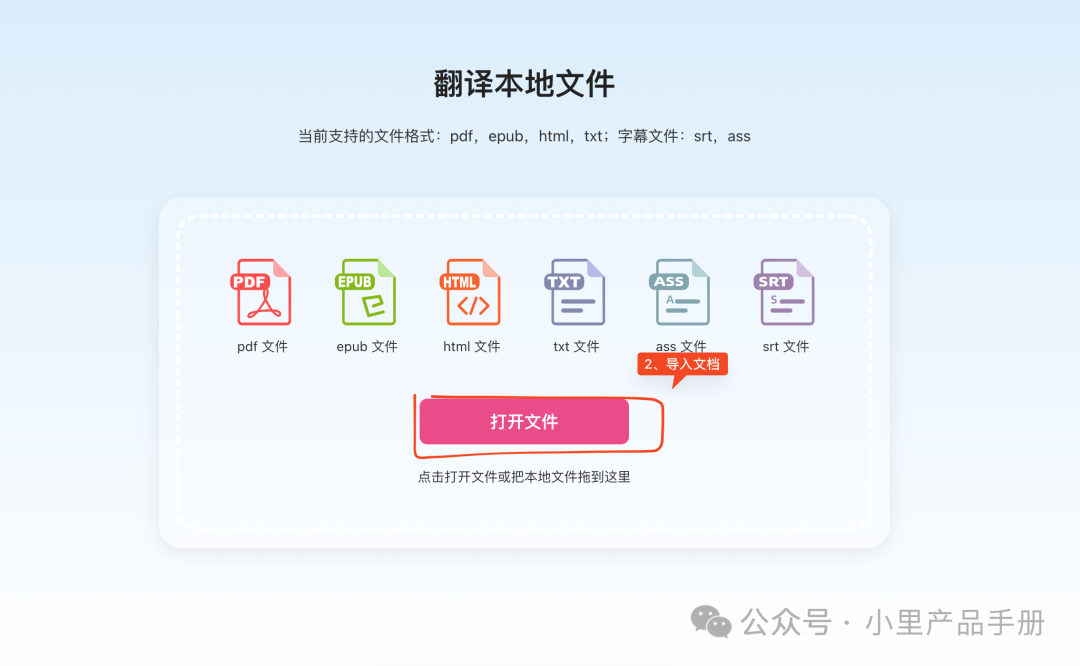 翻译本地文件
当前支持的文件格式：pdf，epub，html，txt；字幕文件：srt，ass
PDF EPUB HTML TXT ASS SRT
A S
pdf 文件 epub 文件 html 文件 txt 文件 ass 文件 srt 文件
2、导入文档
打开文件
点击打开文件或把本地文件拖到这里
公众号 · 小里产品手册